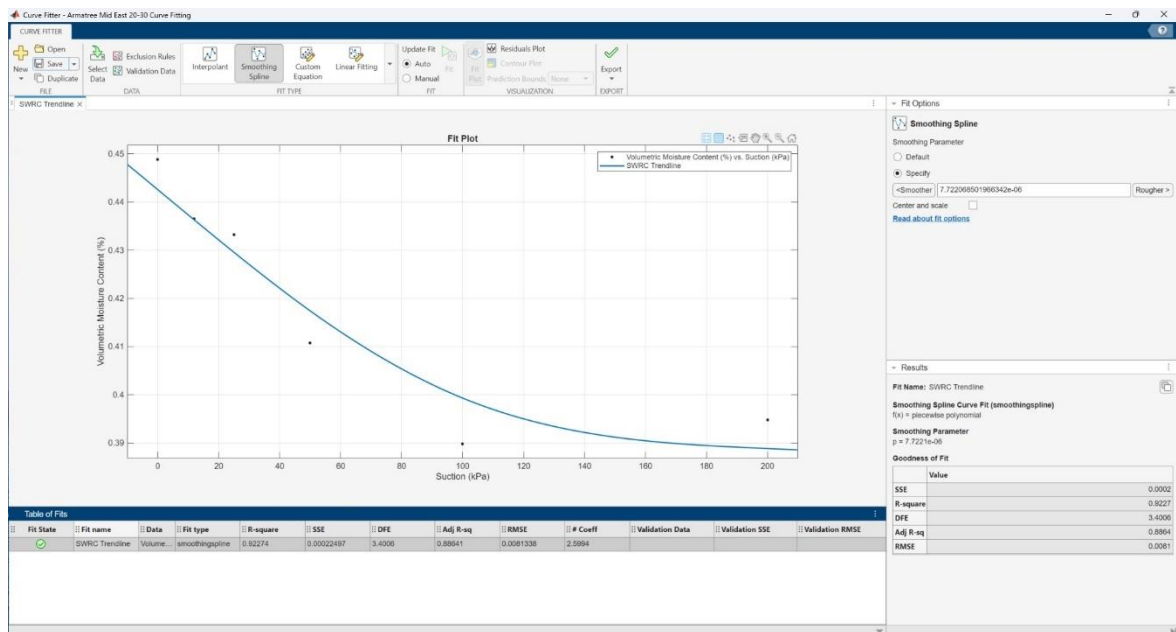 Curve Fitter - Armatree Mid East 20-30 Curve Fitting
CURVE FITTER
New
Open
Save
Duplicate
FILE
Select Data
Exclusion Rules
Validation Data
DATA
Interpolant
Smoothing Spline
Custom Equation
Linear Fitting
FIT TYPE
Update Fit
Auto
Manual
Fit
FIT
Fit Plot
Residuals Plot
Contour Plot
Prediction Bounds None
VISUALIZATION
Export
EXPORT
SWRC Trendline ×
Fit Plot
Volumetric Moisture Content (%) vs. Suction (kPa)
SWRC Trendline
Volumetric Moisture Content (%)
0.45
0.44
0.43
0.42
0.41
0.4
0.39
0 20 40 60 80 100 120 140 160 180 200
Suction (kPa)
Table of Fits
Fit State Fit name Data Fit type R-square SSE DFE Adj R-sq RMSE # Coeff Validation Data Validation SSE Validation RMSE
SWRC Trendline Volume... smoothingspline 0.92274 0.00022497 3.4006 0.88641 0.0081338 2.5994
Fit Options
Smoothing Spline
Smoothing Parameter
Default
Specify
<Smoother 7.722068501966342e-06 Rougher >
Center and scale
Read about fit options
Results
Fit Name: SWRC Trendline
Smoothing Spline Curve Fit (smoothingspline)
f(x) = piecewise polynomial
Smoothing Parameter
p = 7.7221e-06
Goodness of Fit
Value
SSE 0.0002
R-square 0.9227
DFE 3.4006
Adj R-sq 0.8864
RMSE 0.0081